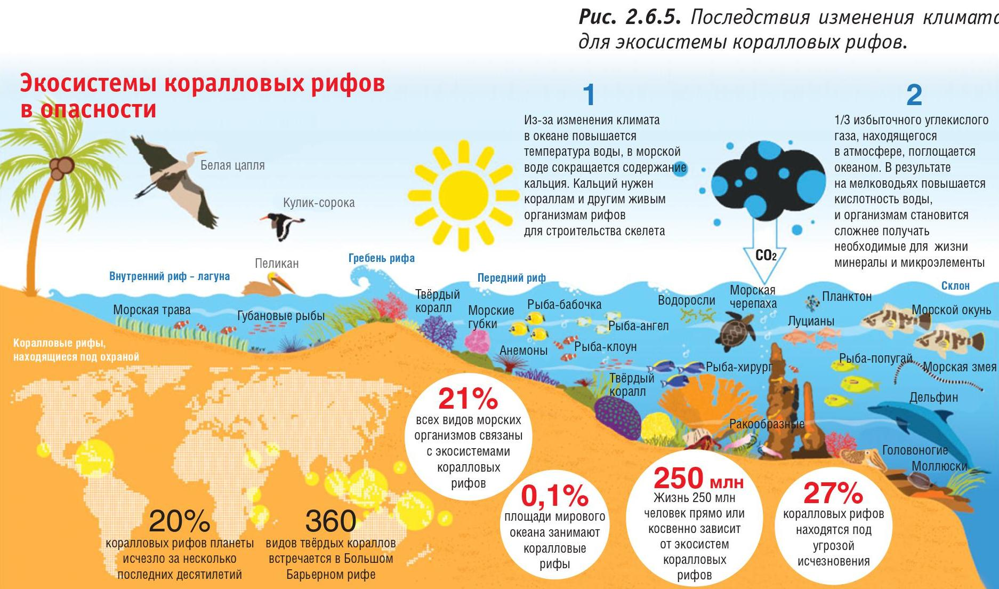 Рис. 2.6.5. Последствия изменения климата
для экосистемы коралловых рифов.
Экосистемы коралловых рифов
в опасности
1
Из-за изменения климата
в океане повышается
температура воды, в морской
воде сокращается содержание
кальция. Кальций нужен
кораллам и другим живым
организмам рифов
для строительства скелета
2
1/3 избыточного углекислого
газа, находящегося
в атмосфере, поглощается
океаном. В результате
на мелководьях повышается
кислотность воды,
и организмам становится
сложнее получать
необходимые для жизни
минералы и микроэлементы
CO₂
Белая цапля
Кулик-сорока
Пеликан
Внутренний риф – лагуна
Гребень рифа
Передний риф
Склон
Морская трава
Губановые рыбы
Твёрдый
коралл
Морские
губки
Рыба-бабочка
Рыба-ангел
Анемоны
Рыба-клоун
Водоросли
Морская
черепаха
Планктон
Луцианы
Морской окунь
Твёрдый
коралл
Рыба-хирург
Рыба-попугай
Морская змея
Дельфин
Ракообразные
Головоногие
Моллюски
Коралловые рифы,
находящиеся под охраной
20%
коралловых рифов планеты
исчезло за несколько
последних десятилетий
360
видов твёрдых кораллов
встречается в Большом
Барьерном рифе
21%
всех видов морских
организмов связаны
с экосистемами
коралловых
рифов
0,1%
площади мирового
океана занимают
коралловые
рифы
250 млн
Жизнь 250 млн
человек прямо или
косвенно зависит
от экосистем
коралловых
рифов
27%
коралловых рифов
находятся под
угрозой
исчезновения